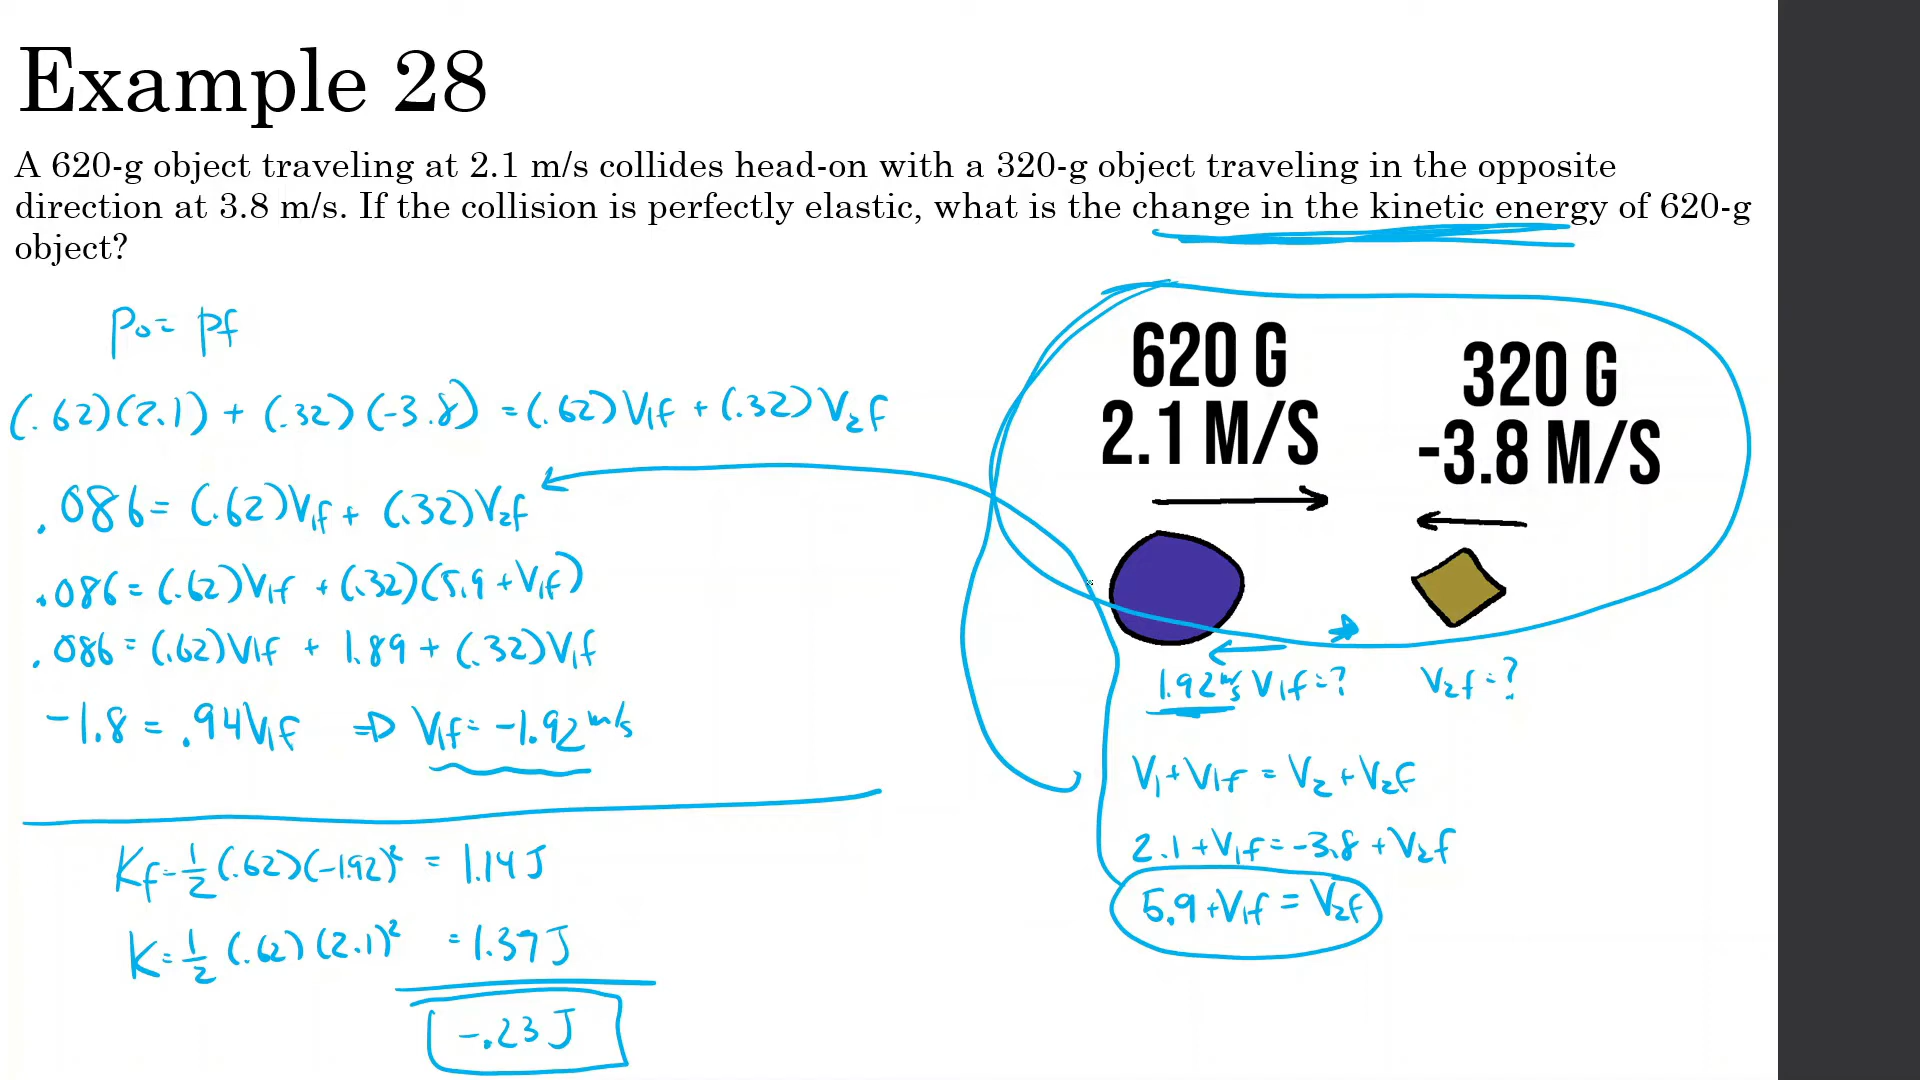 Example 28
A 620-g object traveling at 2.1 m/s collides head-on with a 320-g object traveling in the opposite
direction at 3.8 m/s. If the collision is perfectly elastic, what is the change in the kinetic energy of 620-g
object?
Po = Pf
(.62)(2.1) + (.32)(-3.8) = (.62)V1f + (.32)V2f
.086 = (.62)V1f + (.32)V2f
.086 = (.62)V1f + (.32)(5.9 + V1f)
.086 = (.62)V1f + 1.89 + (.32)V1f
-1.8 = .94V1f ⇒ V1f = -1.92 m/s
Kf = 1/2 (.62)(-1.92)² = 1.14 J
K = 1/2 (.62)(2.1)² = 1.37 J
-.23 J
620 G
2.1 M/S
320 G
-3.8 M/S
1.92 m/s V1f = ? V2f = ?
V1 + V1f = V2 + V2f
2.1 + V1f = -3.8 + V2f
5.9 + V1f = V2f